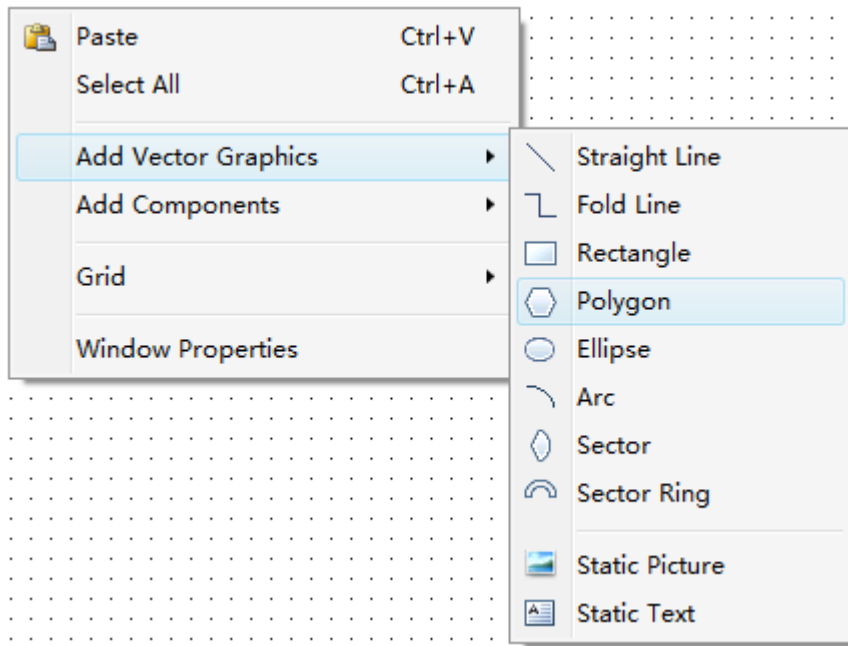 Paste Ctrl+V
Select All Ctrl+A
Add Vector Graphics
Add Components
Grid
Window Properties
Straight Line
Fold Line
Rectangle
Polygon
Ellipse
Arc
Sector
Sector Ring
Static Picture
Static Text